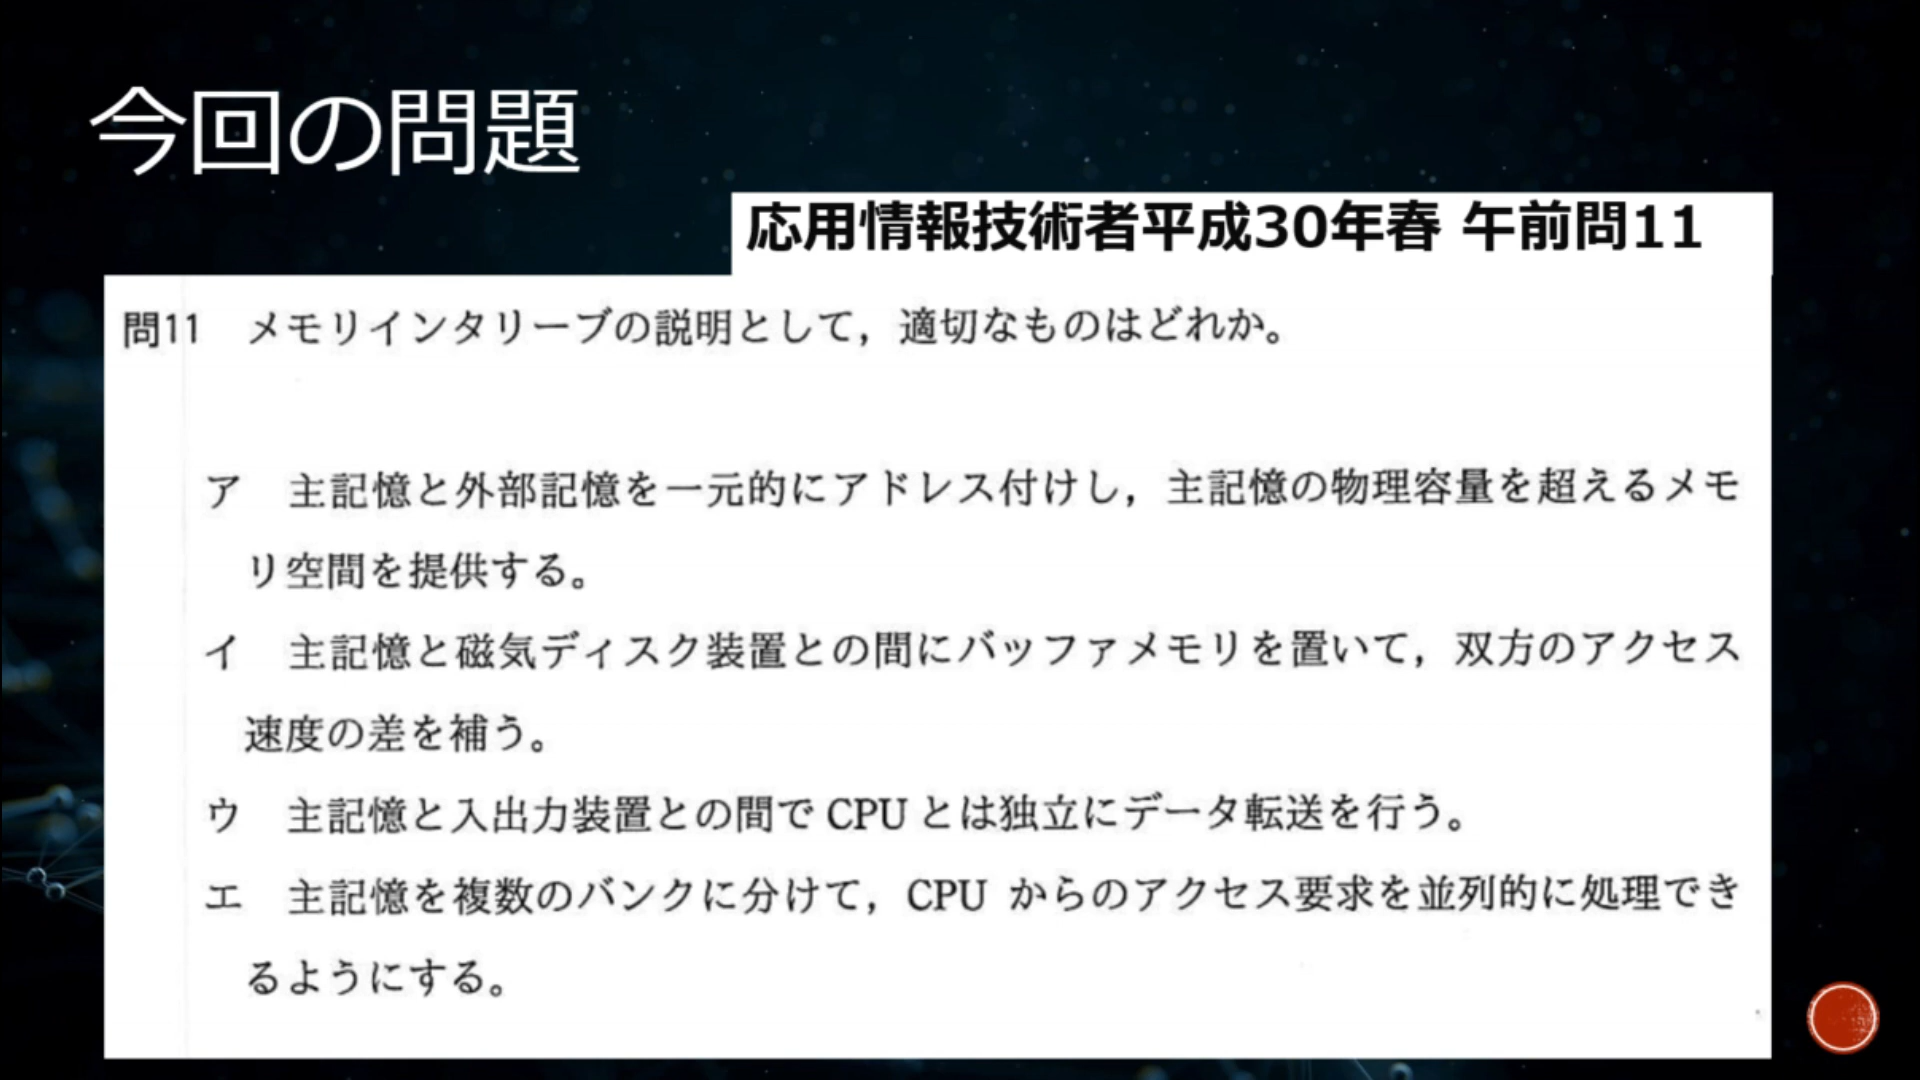 今回の問題
応用情報技術者平成30年春 午前問11
問11 メモリインタリーブの説明として，適切なものはどれか。
ア 主記憶と外部記憶を一元的にアドレス付けし，主記憶の物理容量を超えるメモ
リ空間を提供する。
イ 主記憶と磁気ディスク装置との間にバッファメモリを置いて，双方のアクセス
速度の差を補う。
ウ 主記憶と入出力装置との間で CPU とは独立にデータ転送を行う。
エ 主記憶を複数のバンクに分けて，CPU からのアクセス要求を並列的に処理でき
るようにする。